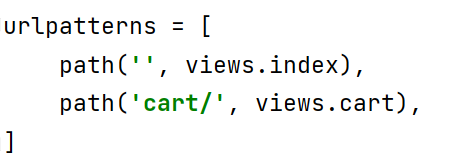 urlpatterns = [
    path('', views.index),
    path('cart/', views.cart),
]